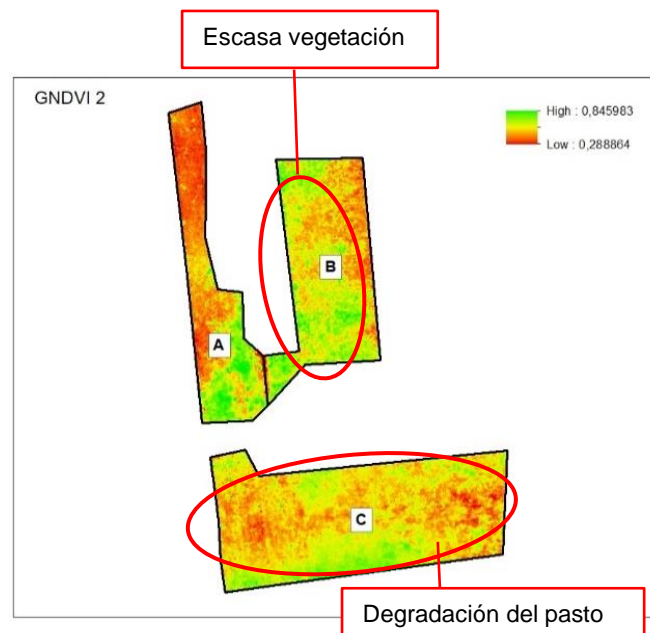 Escasa vegetación
GNDVI 2
High : 0,845983
Low : 0,288864
B
A
C
Degradación del pasto